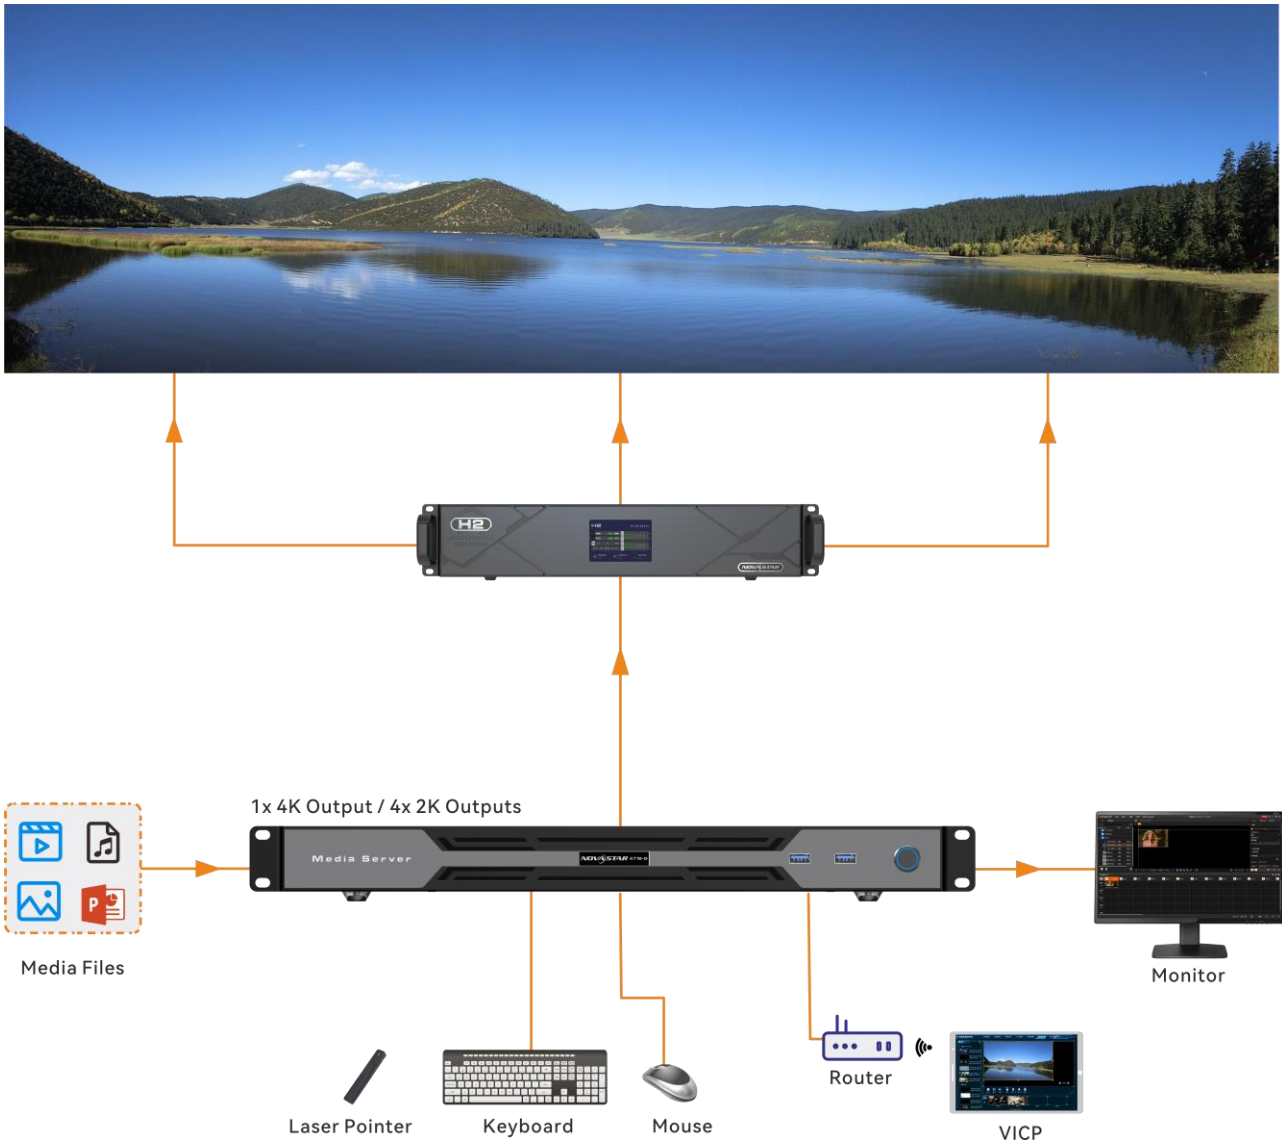 H2
H2
NOVASTAR
1x 4K Output / 4x 2K Outputs
Media Server
NOVASTAR
P
Media Files
Monitor
Router
Laser Pointer
Keyboard
Mouse
VICP